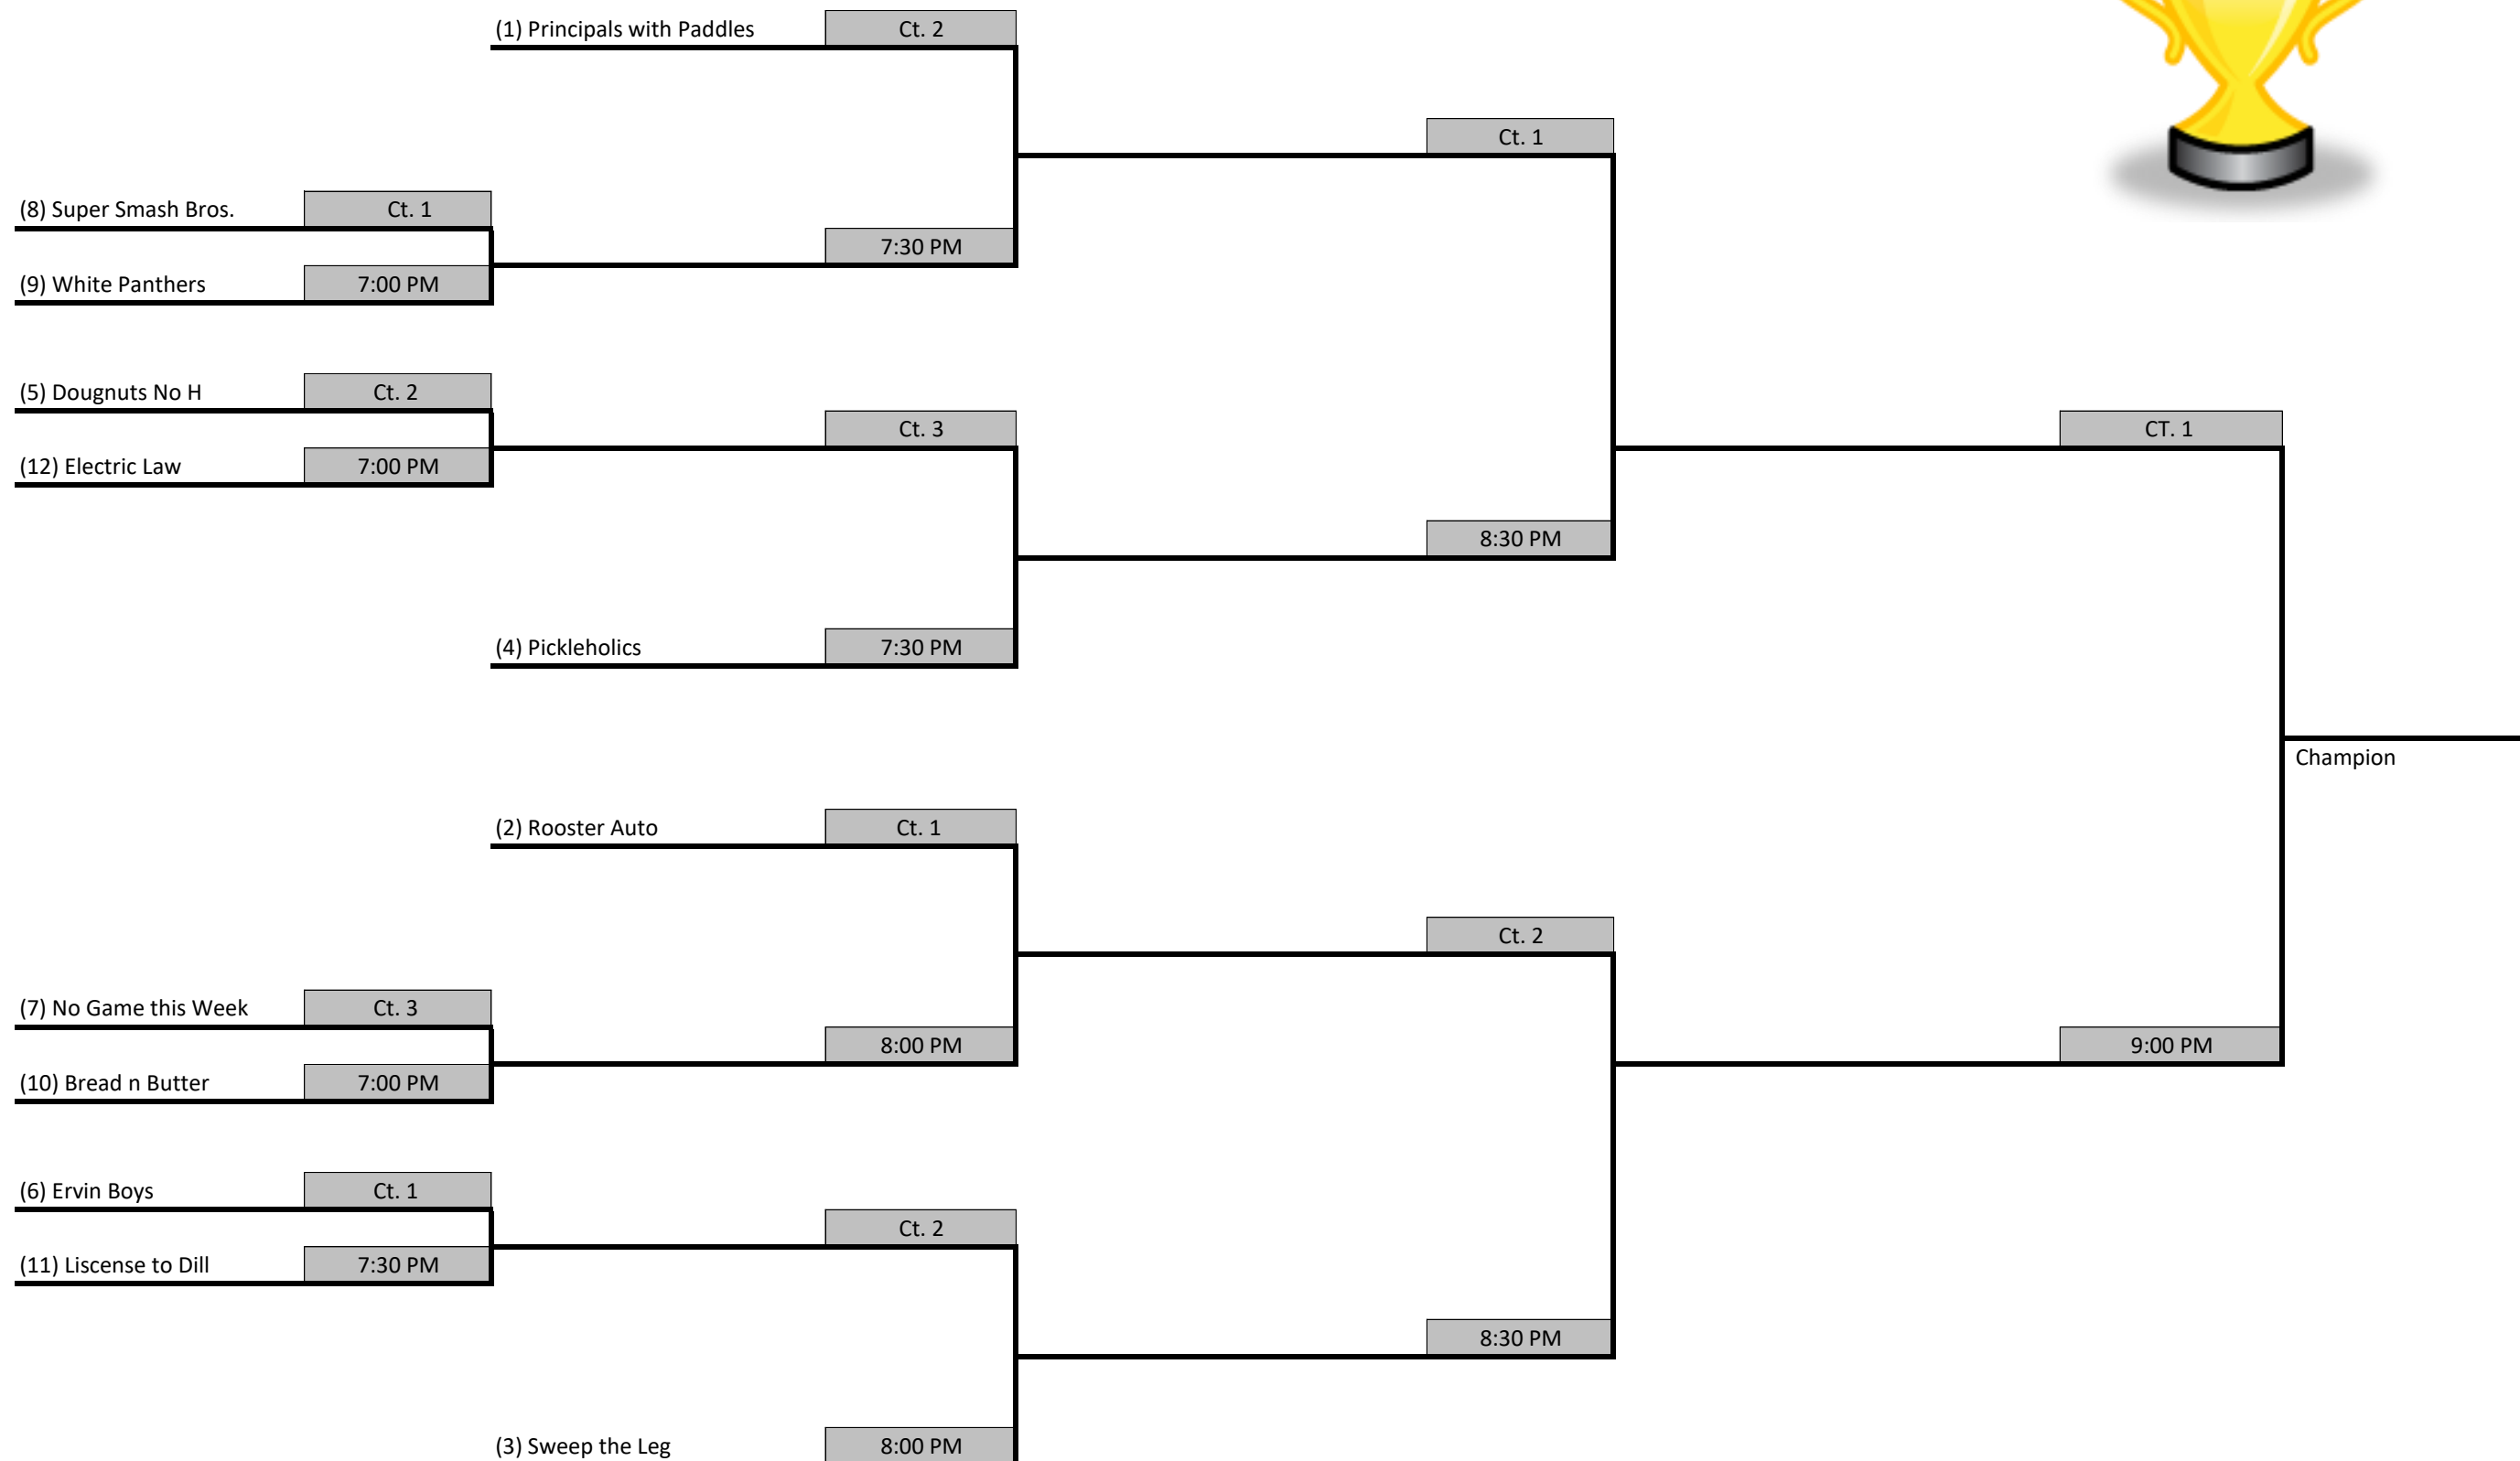 (1) Principals with Paddles Ct. 2
Ct. 1
(8) Super Smash Bros. Ct. 1
7:30 PM
(9) White Panthers 7:00 PM
(5) Dougnuts No H Ct. 2
Ct. 3
CT. 1
(12) Electric Law 7:00 PM
8:30 PM
(4) Pickleholics 7:30 PM
Champion
(2) Rooster Auto Ct. 1
Ct. 2
(7) No Game this Week Ct. 3
8:00 PM
9:00 PM
(10) Bread n Butter 7:00 PM
(6) Ervin Boys Ct. 1
Ct. 2
(11) Liscense to Dill 7:30 PM
8:30 PM
(3) Sweep the Leg 8:00 PM